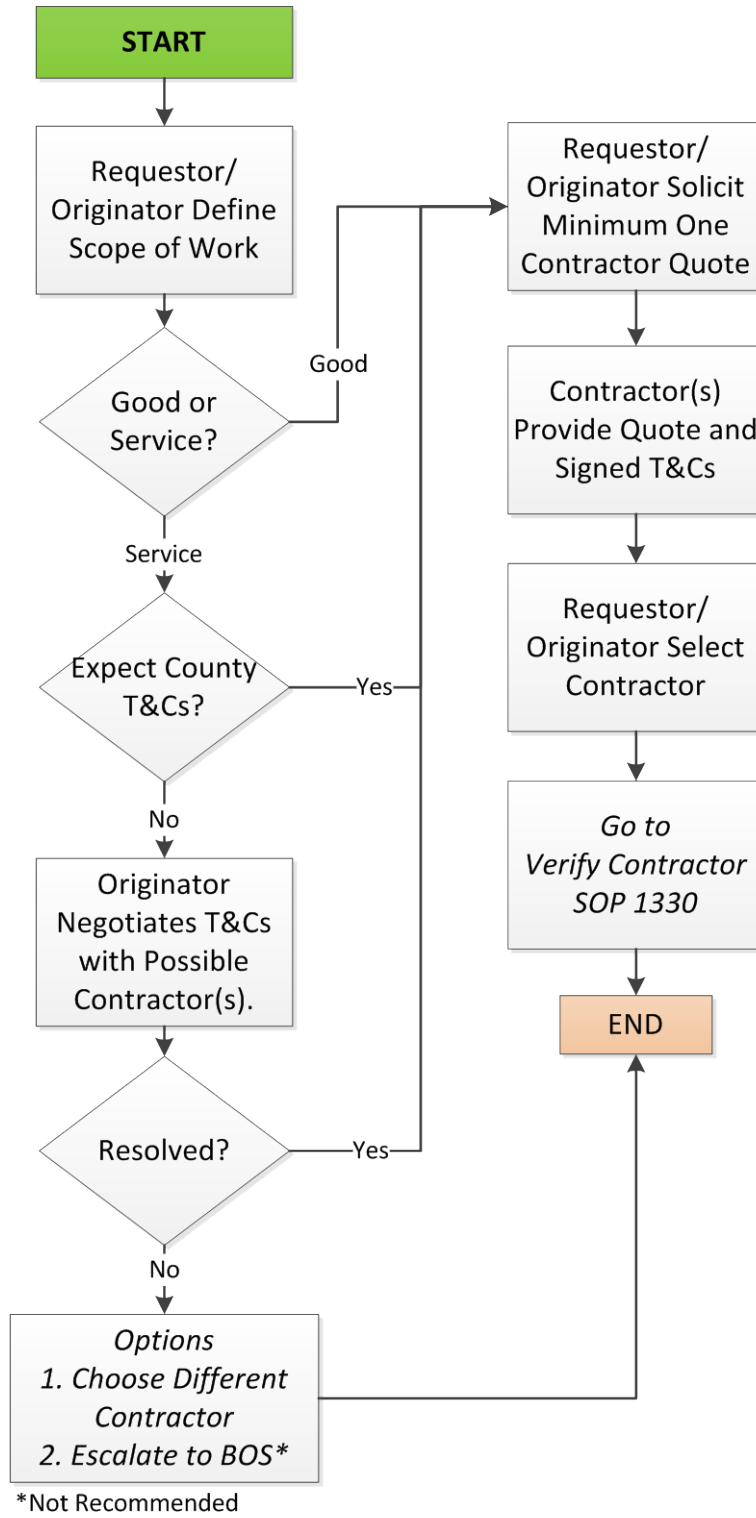 START
Requestor/
Originator Define
Scope of Work
Good or
Service?
Good
Service
Expect County
T&Cs?
Yes
No
Originator
Negotiates T&Cs
with Possible
Contractor(s).
Resolved?
Yes
No
Options
1. Choose Different
Contractor
2. Escalate to BOS*
*Not Recommended
Requestor/
Originator Solicit
Minimum One
Contractor Quote
Contractor(s)
Provide Quote and
Signed T&Cs
Requestor/
Originator Select
Contractor
Go to
Verify Contractor
SOP 1330
END